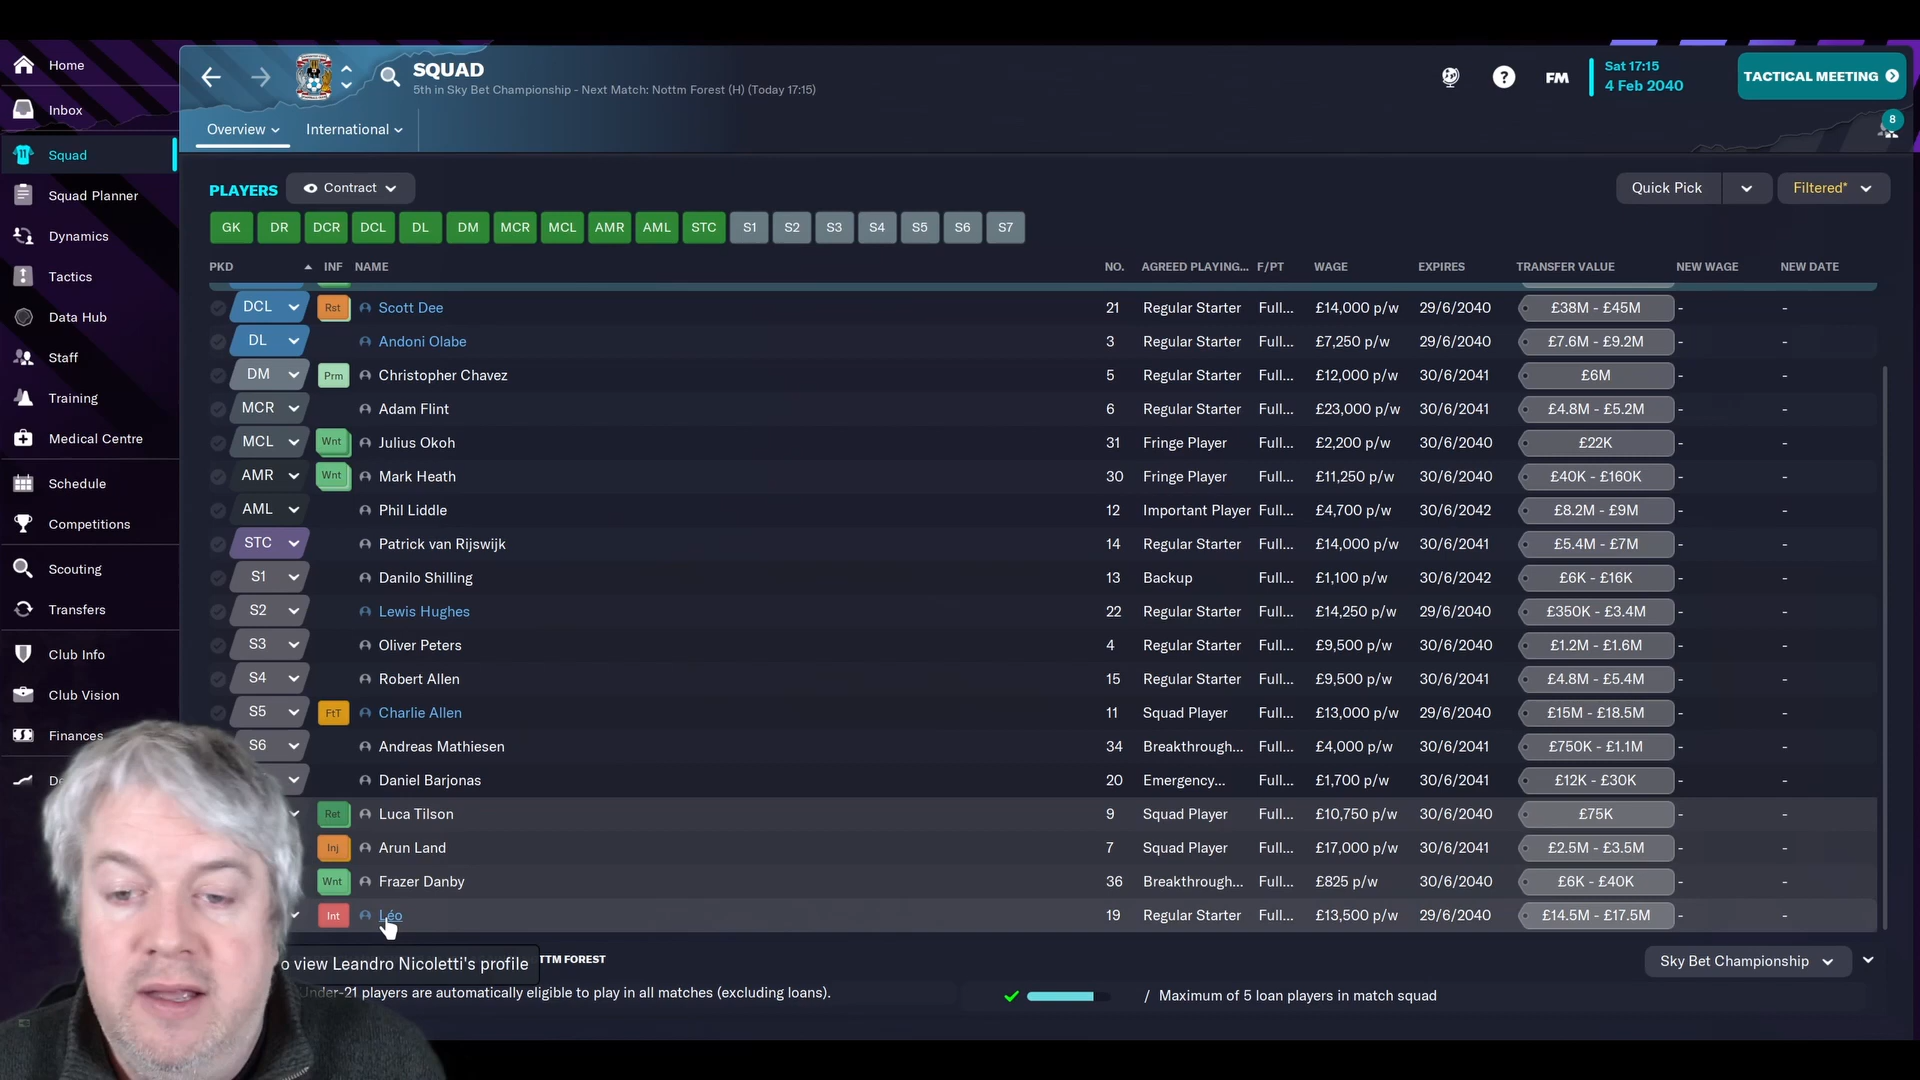 Home
Inbox
Squad
Squad Planner
Dynamics
Tactics
Data Hub
Staff
Training
Medical Centre
Schedule
Competitions
Scouting
Transfers
Club Info
Club Vision
Finances
SQUAD
5th in Sky Bet Championship - Next Match: Nottm Forest (H) (Today 17:15)
? FM Sat 17:15
4 Feb 2040
TACTICAL MEETING
8
Overview International
PLAYERS Contract Quick Pick Filtered*
GK DR DCR DCL DL DM MCR MCL AMR AML STC S1 S2 S3 S4 S5 S6 S7
PKD INF NAME NO. AGREED PLAYING... F/PT WAGE EXPIRES TRANSFER VALUE NEW WAGE NEW DATE
DCL Rst Scott Dee 21 Regular Starter Full... £14,000 p/w 29/6/2040 £38M - £45M - -
DL Andoni Olabe 3 Regular Starter Full... £7,250 p/w 29/6/2040 £7.6M - £9.2M - -
DM Prm Christopher Chavez 5 Regular Starter Full... £12,000 p/w 30/6/2041 £6M - -
MCR Adam Flint 6 Regular Starter Full... £23,000 p/w 30/6/2041 £4.8M - £5.2M - -
MCL Wnt Julius Okoh 31 Fringe Player Full... £2,200 p/w 30/6/2040 £22K - -
AMR Wnt Mark Heath 30 Fringe Player Full... £11,250 p/w 30/6/2040 £40K - £160K - -
AML Phil Liddle 12 Important Player Full... £4,700 p/w 30/6/2042 £8.2M - £9M - -
STC Patrick van Rijswijk 14 Regular Starter Full... £14,000 p/w 30/6/2041 £5.4M - £7M - -
S1 Danilo Shilling 13 Backup Full... £1,100 p/w 30/6/2042 £6K - £16K - -
S2 Lewis Hughes 22 Regular Starter Full... £14,250 p/w 29/6/2040 £350K - £3.4M - -
S3 Oliver Peters 4 Regular Starter Full... £9,500 p/w 30/6/2040 £1.2M - £1.6M - -
S4 Robert Allen 15 Regular Starter Full... £9,500 p/w 30/6/2041 £4.8M - £5.4M - -
S5 FtT Charlie Allen 11 Squad Player Full... £13,000 p/w 29/6/2040 £15M - £18.5M - -
S6 Andreas Mathiesen 34 Breakthrough... Full... £4,000 p/w 30/6/2041 £750K - £1.1M - -
Daniel Barjonas 20 Emergency... Full... £1,700 p/w 30/6/2041 £12K - £30K - -
Ret Luca Tilson 9 Squad Player Full... £10,750 p/w 30/6/2040 £75K - -
Inj Arun Land 7 Squad Player Full... £17,000 p/w 30/6/2041 £2.5M - £3.5M - -
Wnt Frazer Danby 36 Breakthrough... Full... £825 p/w 30/6/2040 £6K - £40K - -
Int Léo 19 Regular Starter Full... £13,500 p/w 29/6/2040 £14.5M - £17.5M - -
o view Leandro Nicoletti's profile
TTM FOREST
Sky Bet Championship
nder-21 players are automatically eligible to play in all matches (excluding loans).
/ Maximum of 5 loan players in match squad